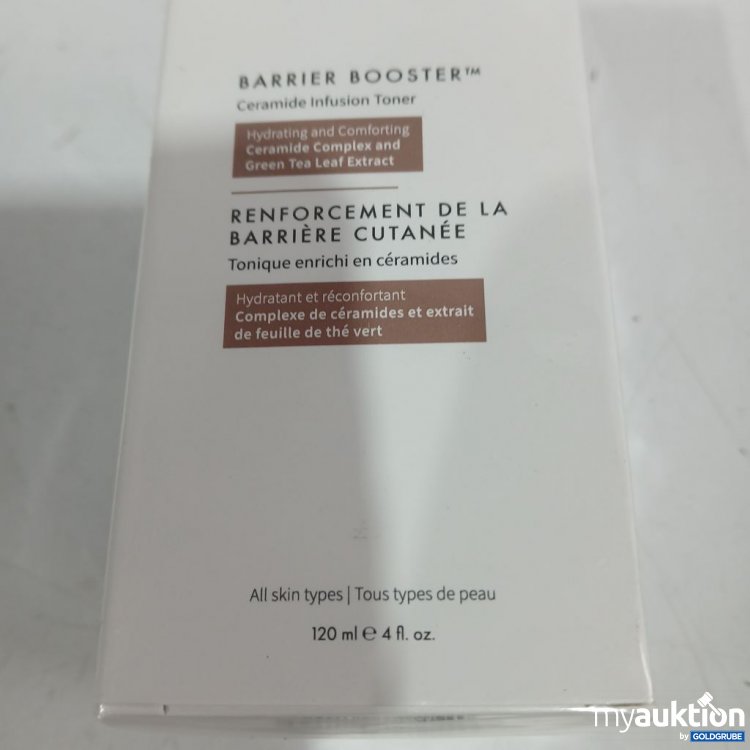 BARRIER BOOSTER™
Ceramide Infusion Toner
Hydrating and Comforting
Ceramide Complex and
Green Tea Leaf Extract
RENFORCEMENT DE LA
BARRIÈRE CUTANÉE
Tonique enrichi en céramides
Hydratant et réconfortant
Complexe de céramides et extrait
de feuille de thé vert
All skin types | Tous types de peau
120 ml ℮ 4 fl. oz.
myauktion
by GOLDGRUBE